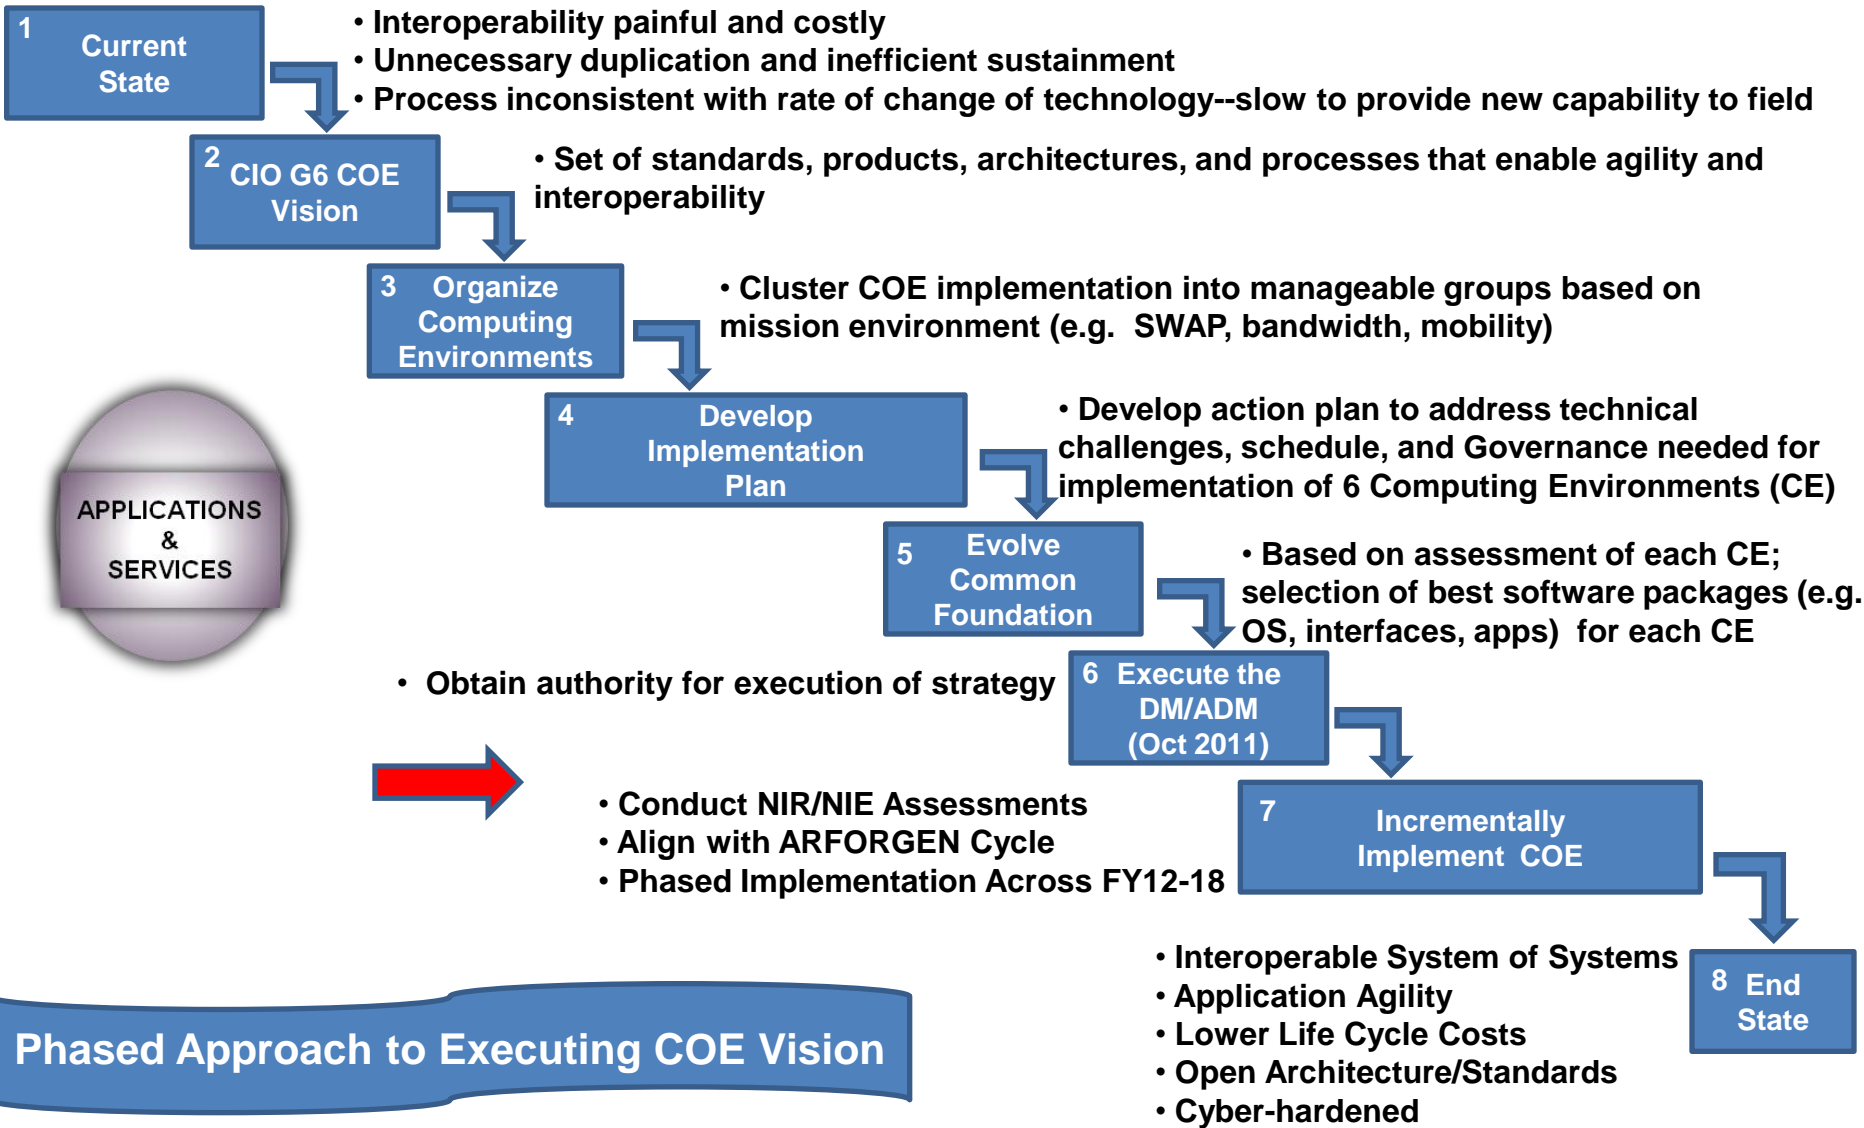 1 Current
State
• Interoperability painful and costly
• Unnecessary duplication and inefficient sustainment
• Process inconsistent with rate of change of technology--slow to provide new capability to field
2 CIO G6 COE
Vision
• Set of standards, products, architectures, and processes that enable agility and
interoperability
3 Organize
Computing
Environments
• Cluster COE implementation into manageable groups based on
mission environment (e.g. SWAP, bandwidth, mobility)
4 Develop
Implementation
Plan
• Develop action plan to address technical
challenges, schedule, and Governance needed for
implementation of 6 Computing Environments (CE)
APPLICATIONS
&
SERVICES
5 Evolve
Common
Foundation
• Based on assessment of each CE;
selection of best software packages (e.g.
OS, interfaces, apps) for each CE
• Obtain authority for execution of strategy
6 Execute the
DM/ADM
(Oct 2011)
• Conduct NIR/NIE Assessments
• Align with ARFORGEN Cycle
• Phased Implementation Across FY12-18
7 Incrementally
Implement COE
• Interoperable System of Systems
• Application Agility
• Lower Life Cycle Costs
• Open Architecture/Standards
• Cyber-hardened
8 End
State
Phased Approach to Executing COE Vision